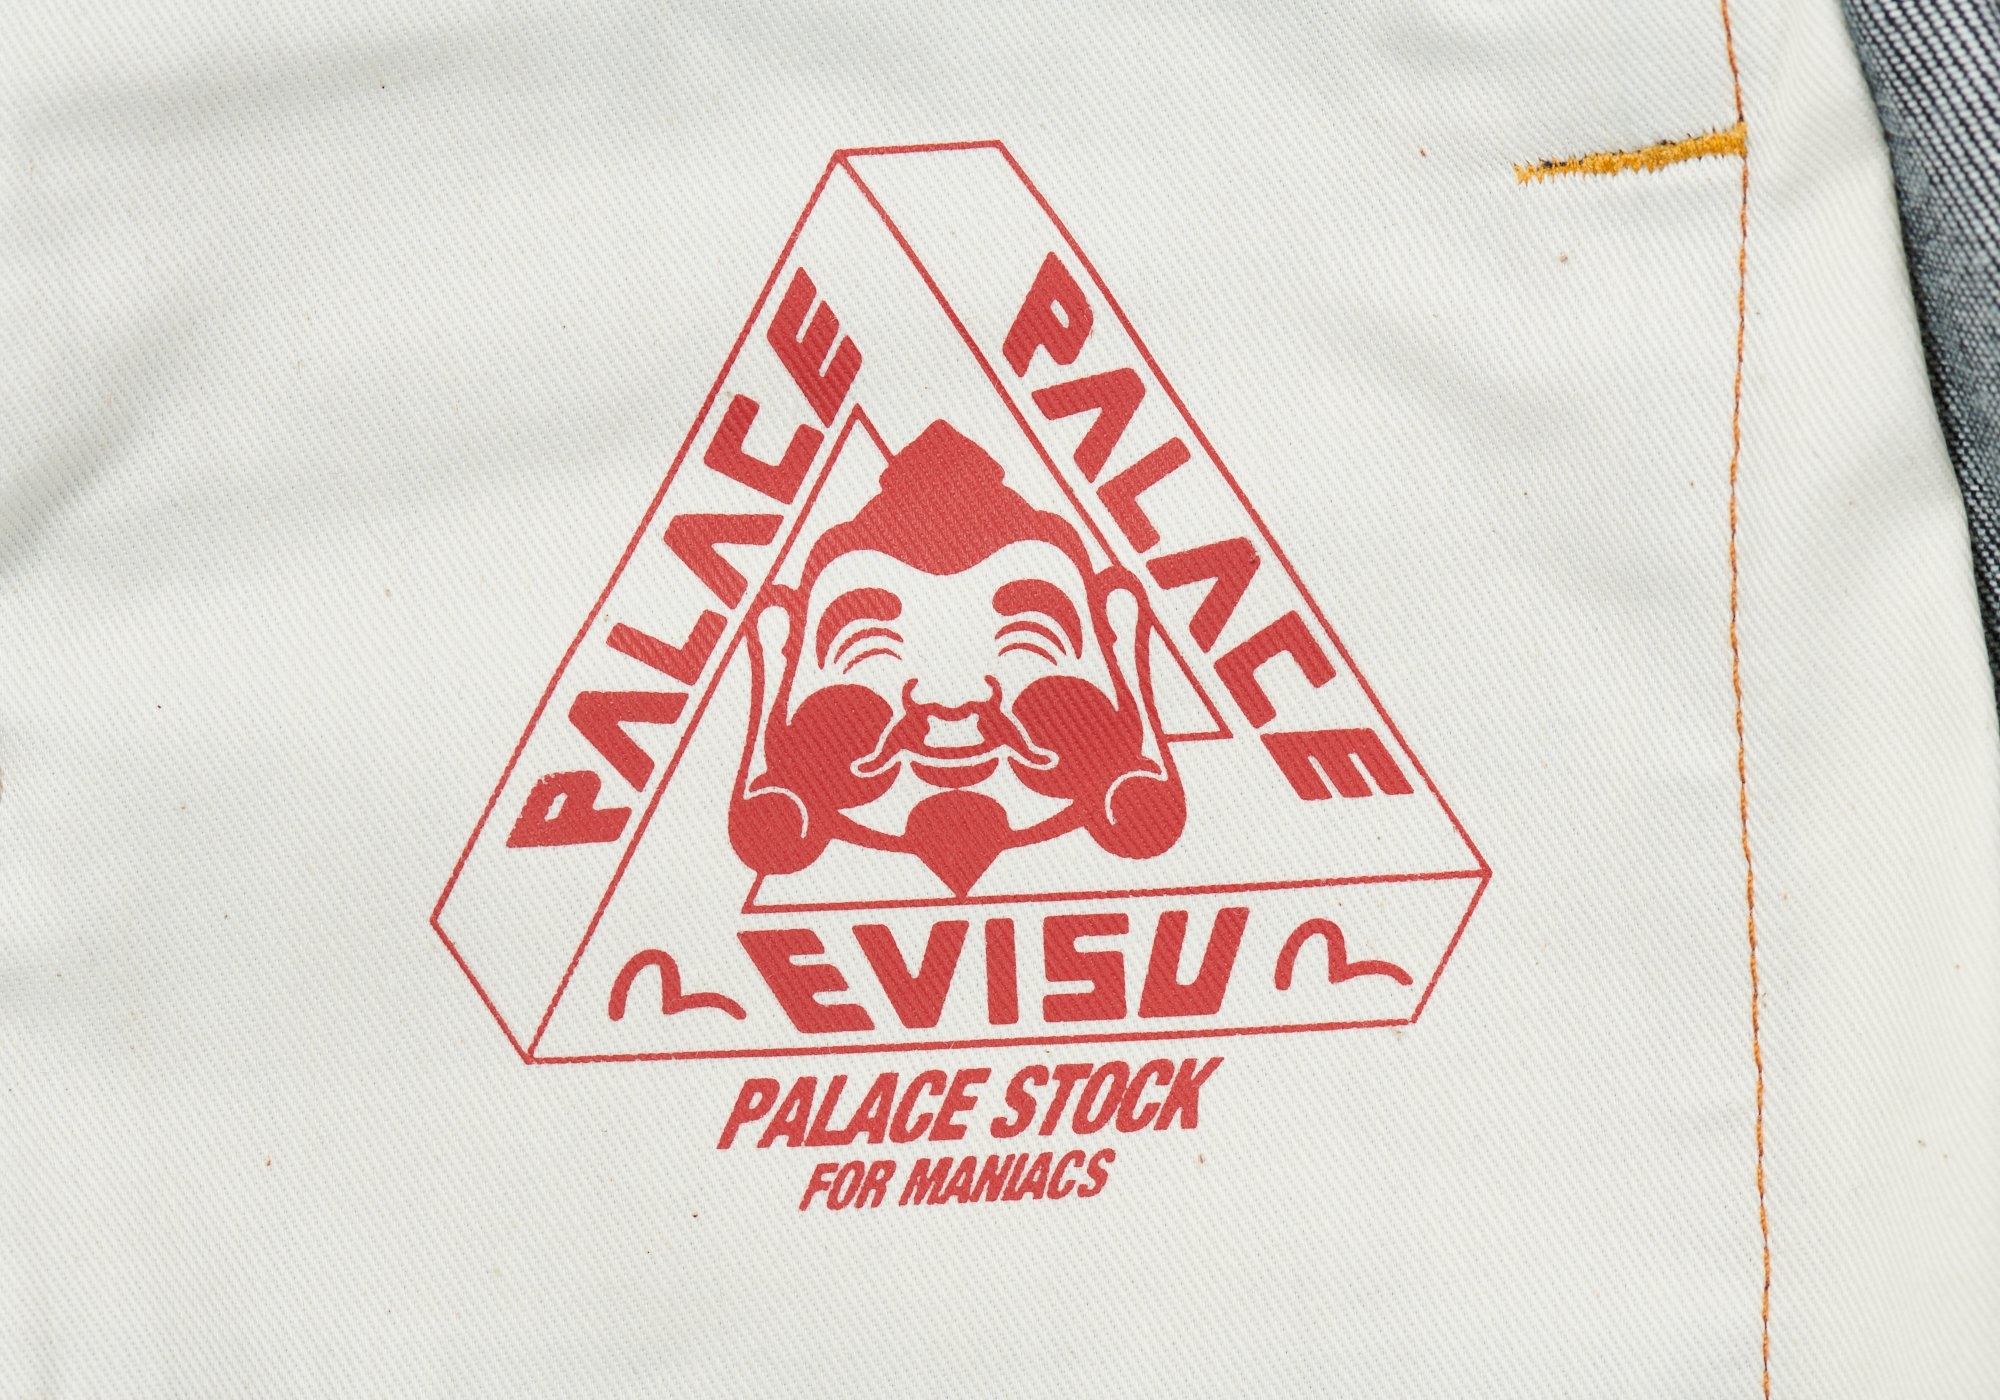 PALACE
PALACE
EVISU
PALACE STOCK
FOR MANIACS